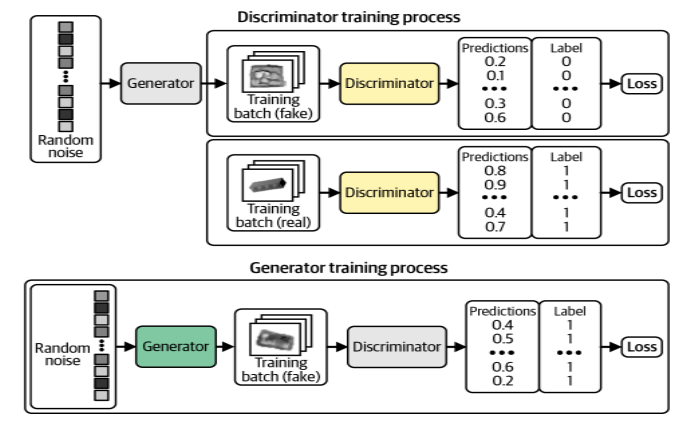 Discriminator training process
Random
noise
Generator
Training
batch (fake)
Discriminator
Predictions
0.2
0.1
•••
0.3
0.6
Label
0
0
•••
0
0
Loss
Training
batch (real)
Discriminator
Predictions
0.8
0.9
•••
0.4
0.7
Label
1
1
•••
1
1
Loss
Generator training process
Random
noise
Generator
Training
batch (fake)
Discriminator
Predictions
0.4
0.5
•••
0.6
0.2
Label
1
1
•••
1
1
Loss